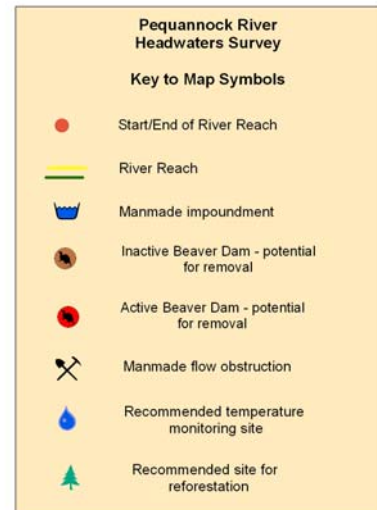 Pequannock River
Headwaters Survey
Key to Map Symbols
Start/End of River Reach
River Reach
Manmade impoundment
Inactive Beaver Dam - potential
for removal
Active Beaver Dam - potential
for removal
Manmade flow obstruction
Recommended temperature
monitoring site
Recommended site for
reforestation